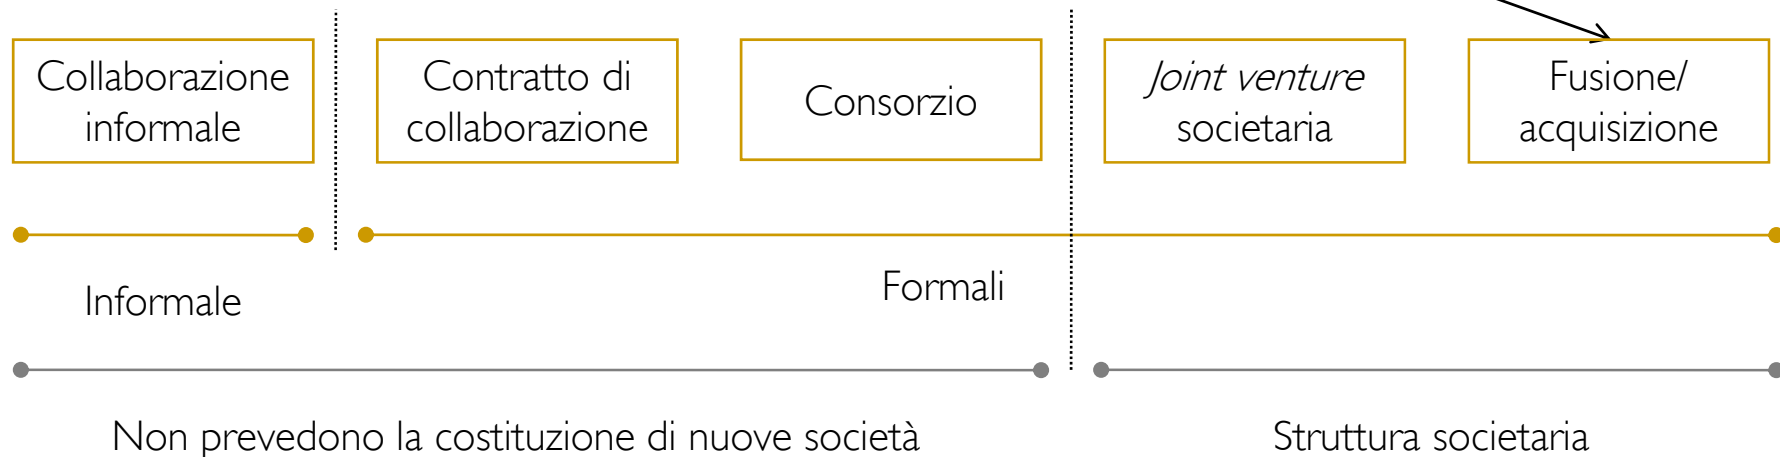 Collaborazione
informale
Contratto di
collaborazione
Consorzio
Joint venture
societaria
Fusione/
acquisizione
Informale
Formali
Non prevedono la costituzione di nuove società
Struttura societaria